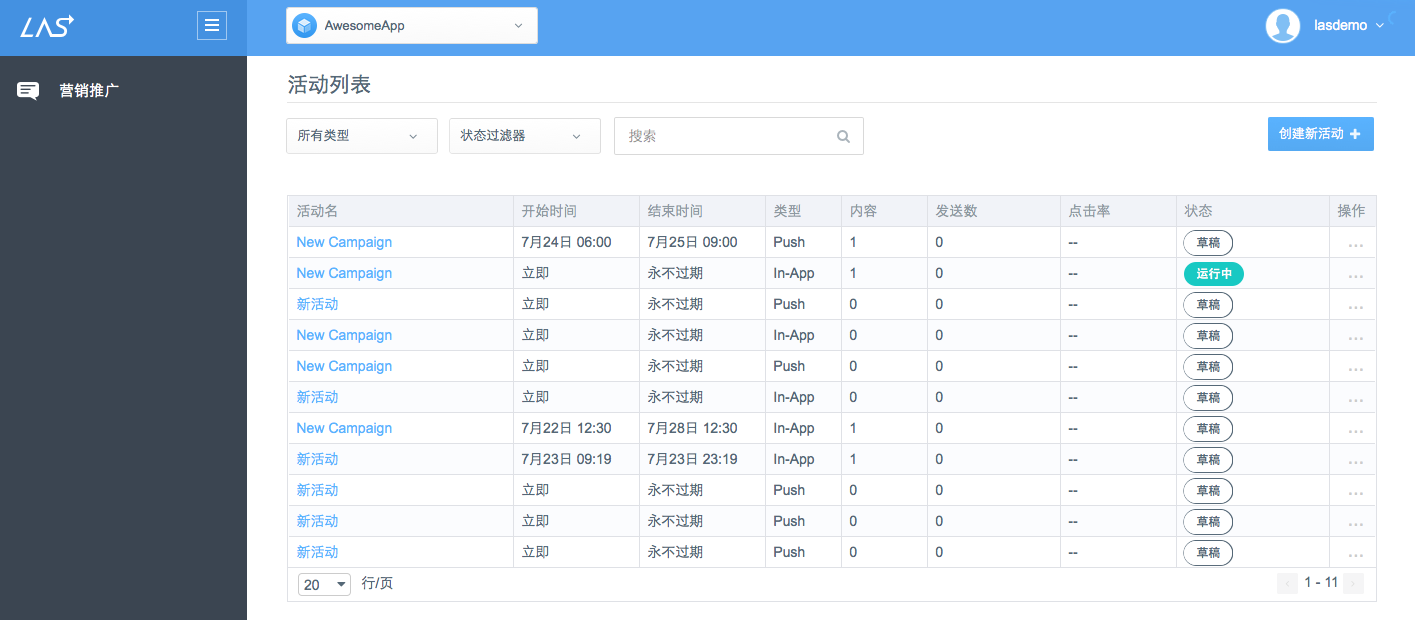 LAS
AwesomeApp
lasdemo
营销推广
活动列表
所有类型 状态过滤器 搜索 创建新活动
活动名 开始时间 结束时间 类型 内容 发送数 点击率 状态 操作
New Campaign 7月24日 06:00 7月25日 09:00 Push 1 0 -- 草稿 ...
New Campaign 立即 永不过期 In-App 1 0 -- 运行中 ...
新活动 立即 永不过期 Push 0 0 -- 草稿 ...
New Campaign 立即 永不过期 In-App 0 0 -- 草稿 ...
New Campaign 立即 永不过期 Push 0 0 -- 草稿 ...
新活动 立即 永不过期 In-App 0 0 -- 草稿 ...
New Campaign 7月22日 12:30 7月28日 12:30 In-App 1 0 -- 草稿 ...
新活动 7月23日 09:19 7月23日 23:19 In-App 1 0 -- 草稿 ...
新活动 立即 永不过期 Push 0 0 -- 草稿 ...
新活动 立即 永不过期 Push 0 0 -- 草稿 ...
新活动 立即 永不过期 Push 0 0 -- 草稿 ...
20 行/页 1 - 11